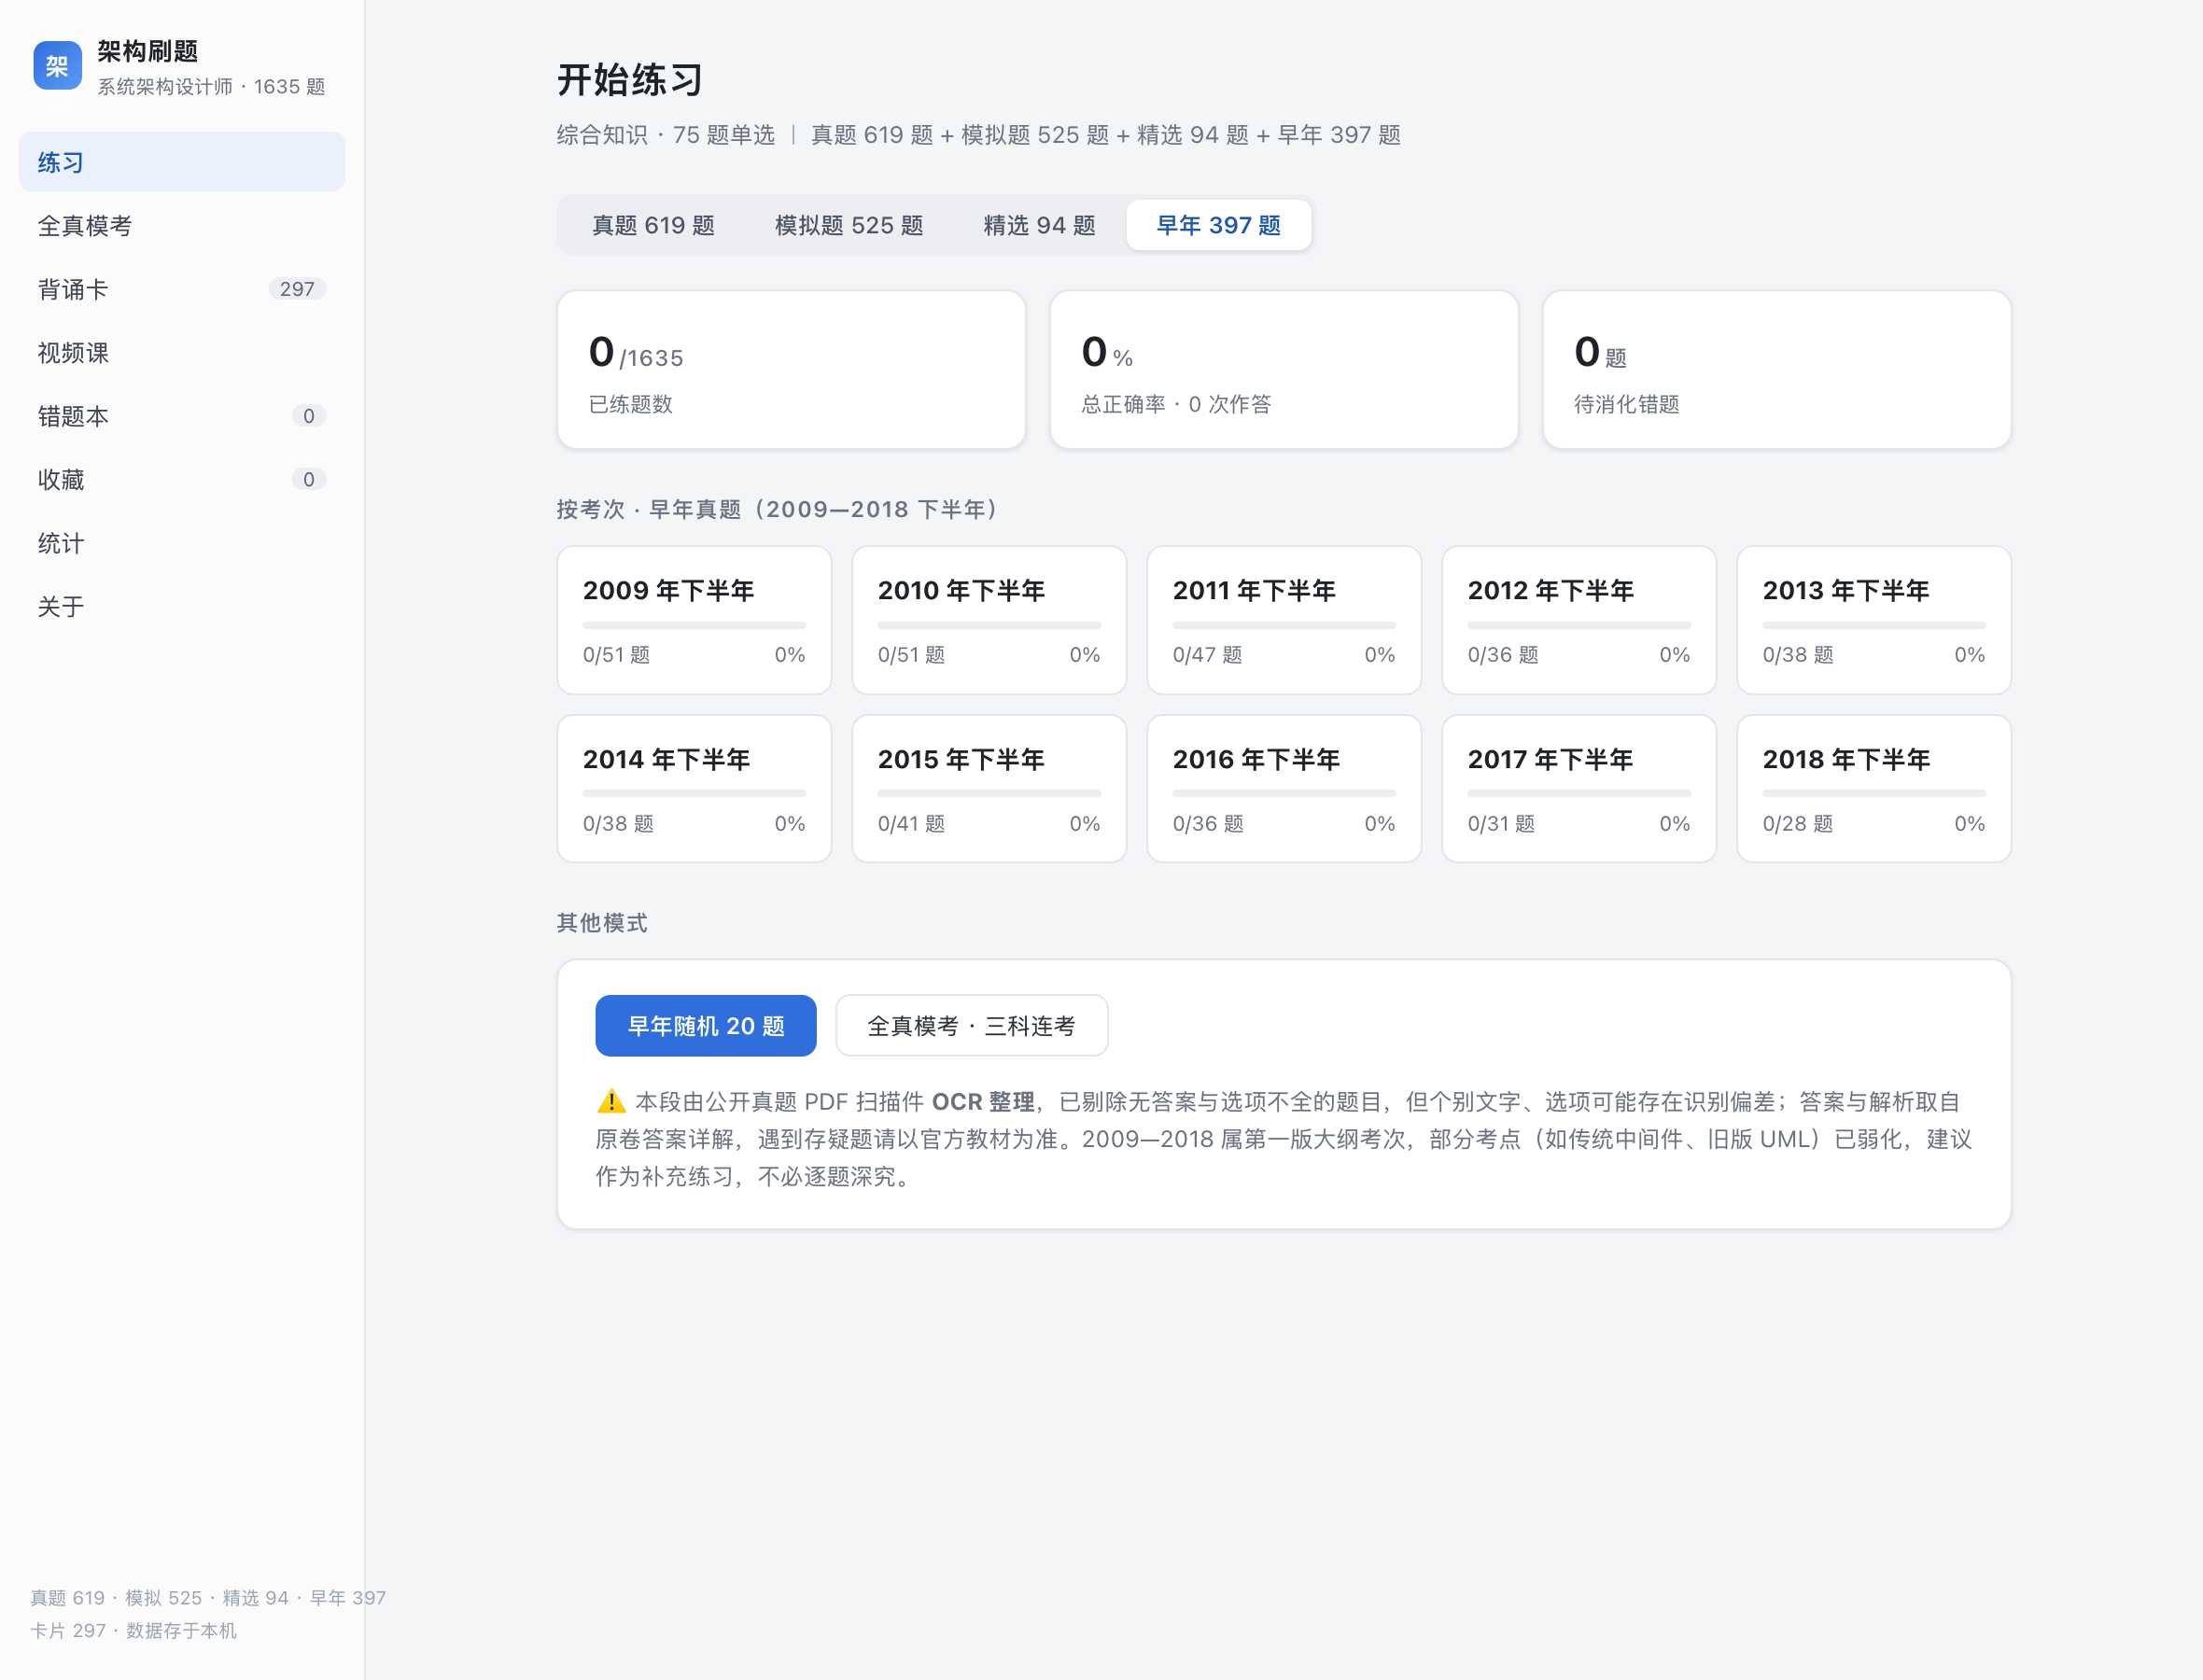 架
架构刷题
系统架构设计师 · 1635 题
练习
全真模考
背诵卡 297
视频课
错题本 0
收藏 0
统计
关于
真题 619 · 模拟 525 · 精选 94 · 早年 397
卡片 297 · 数据存于本机
开始练习
综合知识 · 75 题单选 ｜ 真题 619 题 + 模拟题 525 题 + 精选 94 题 + 早年 397 题
真题 619 题 模拟题 525 题 精选 94 题 早年 397 题
0/1635 0% 0题
已练题数 总正确率 · 0 次作答 待消化错题
按考次 · 早年真题（2009—2018 下半年）
2009 年下半年 2010 年下半年 2011 年下半年 2012 年下半年 2013 年下半年
0/51 题 0% 0/51 题 0% 0/47 题 0% 0/36 题 0% 0/38 题 0%
2014 年下半年 2015 年下半年 2016 年下半年 2017 年下半年 2018 年下半年
0/38 题 0% 0/41 题 0% 0/36 题 0% 0/31 题 0% 0/28 题 0%
其他模式
早年随机 20 题 全真模考 · 三科连考
⚠️ 本段由公开真题 PDF 扫描件 OCR 整理，已剔除无答案与选项不全的题目，但个别文字、选项可能存在识别偏差；答案与解析取自
原卷答案详解，遇到存疑题请以官方教材为准。2009—2018 属第一版大纲考次，部分考点（如传统中间件、旧版 UML）已弱化，建议
作为补充练习，不必逐题深究。